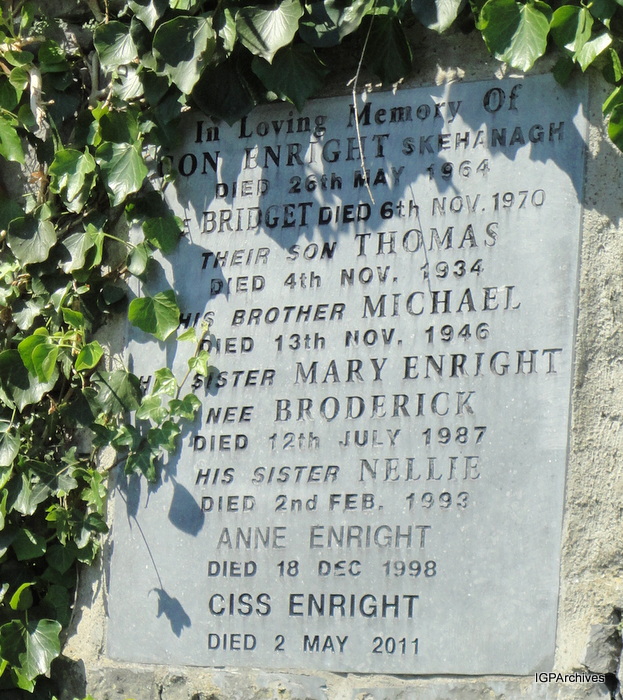 In Loving Memory Of
CON ENRIGHT SKEHANAGH
DIED 26th MAY 1964
BRIDGET DIED 6th NOV. 1970
THEIR SON THOMAS
DIED 4th NOV. 1934
HIS BROTHER MICHAEL
DIED 13th NOV. 1946
SISTER MARY ENRIGHT
NEE BRODERICK
DIED 12th JULY 1987
HIS SISTER NELLIE
DIED 2nd FEB. 1993
ANNE ENRIGHT
DIED 18 DEC 1998
CISS ENRIGHT
DIED 2 MAY 2011
IGPArchives